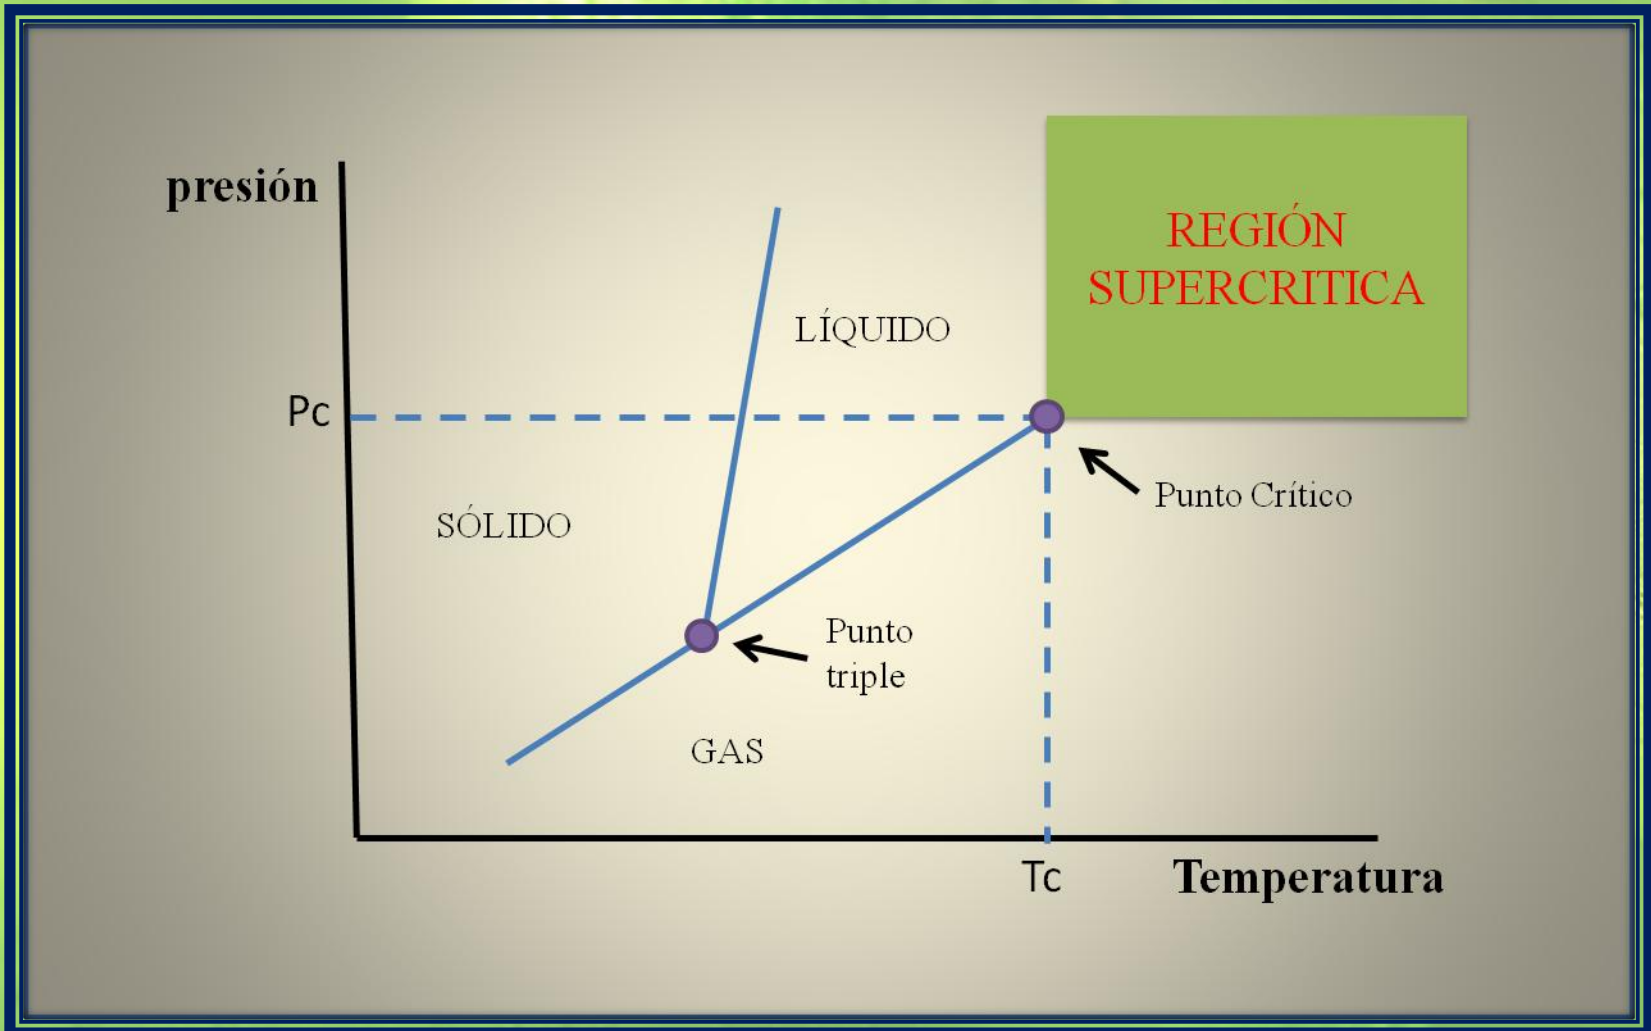 presión
REGIÓN
SUPERCRITICA
LÍQUIDO
Pc
Punto Crítico
SÓLIDO
Punto
triple
GAS
Tc
Temperatura